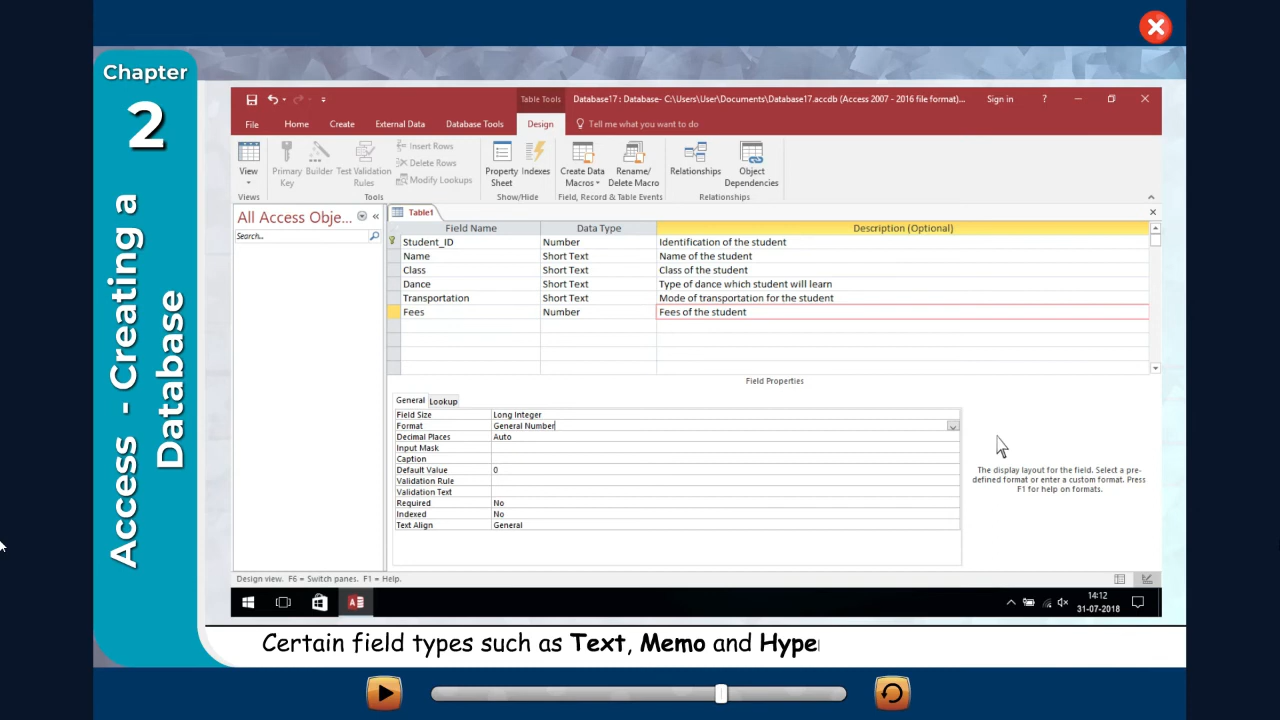 Chapter
2
Access - Creating a
Database
Table Tools
Database17 : Database- C:\Users\User\Documents\Database17.accdb (Access 2007 - 2016 file format)...
Sign in
?
File
Home
Create
External Data
Database Tools
Design
Tell me what you want to do
View
Primary
Key
Builder
Test Validation
Rules
Insert Rows
Delete Rows
Modify Lookups
Property
Sheet
Indexes
Create Data
Macros
Rename/
Delete Macro
Relationships
Object
Dependencies
Views
Tools
Show/Hide
Field, Record & Table Events
Relationships
All Access Obje...
Search...
Table1
Field Name Data Type Description (Optional)
Student_ID Number Identification of the student
Name Short Text Name of the student
Class Short Text Class of the student
Dance Short Text Type of dance which student will learn
Transportation Short Text Mode of transportation for the student
Fees Number Fees of the student
Field Properties
General Lookup
Field Size Long Integer
Format General Number
Decimal Places Auto
Input Mask
Caption
Default Value 0
Validation Rule
Validation Text
Required No
Indexed No
Text Align General
The display layout for the field. Select a pre-
defined format or enter a custom format. Press
F1 for help on formats.
Design view. F6 = Switch panes. F1 = Help.
14:12
31-07-2018
Certain field types such as Text, Memo and Hype